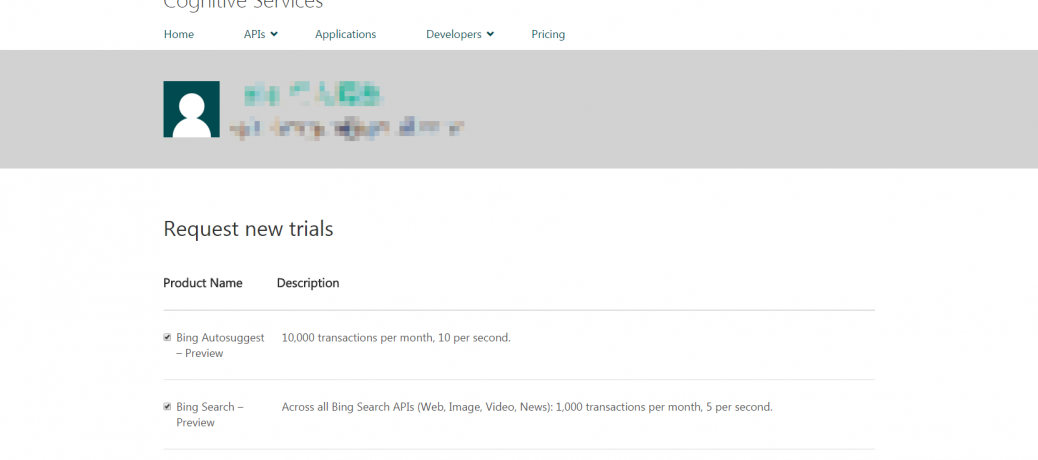 Cognitive Services
Home APIs Applications Developers Pricing
Request new trials
Product Name Description
Bing Autosuggest 10,000 transactions per month, 10 per second.
– Preview
Bing Search – Across all Bing Search APIs (Web, Image, Video, News): 1,000 transactions per month, 5 per second.
Preview